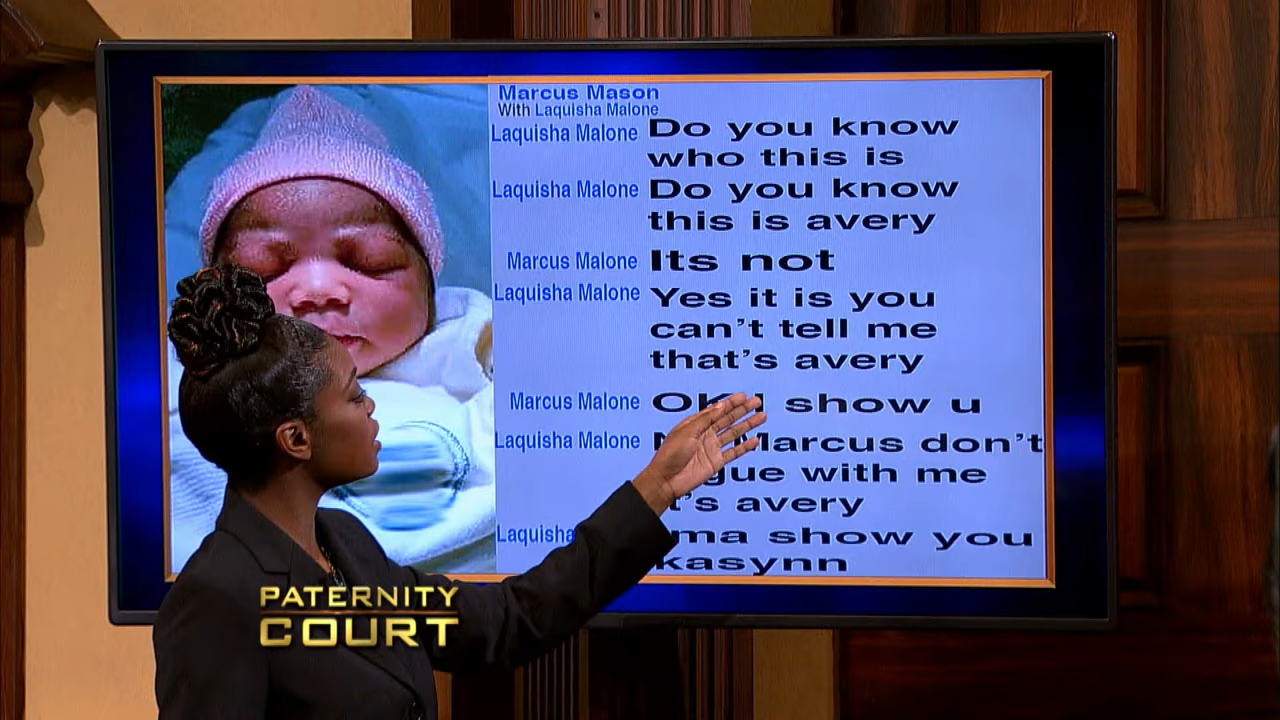 Marcus Mason
With Laquisha Malone
Laquisha Malone Do you know
who this is
Laquisha Malone Do you know
this is avery
Marcus Malone Its not
Laquisha Malone Yes it is you
can't tell me
that's avery
Marcus Malone show u
Laquisha Malone Marcus don't
with me
avery
Laquisha show you
kasynn
PATERNITY
COURT